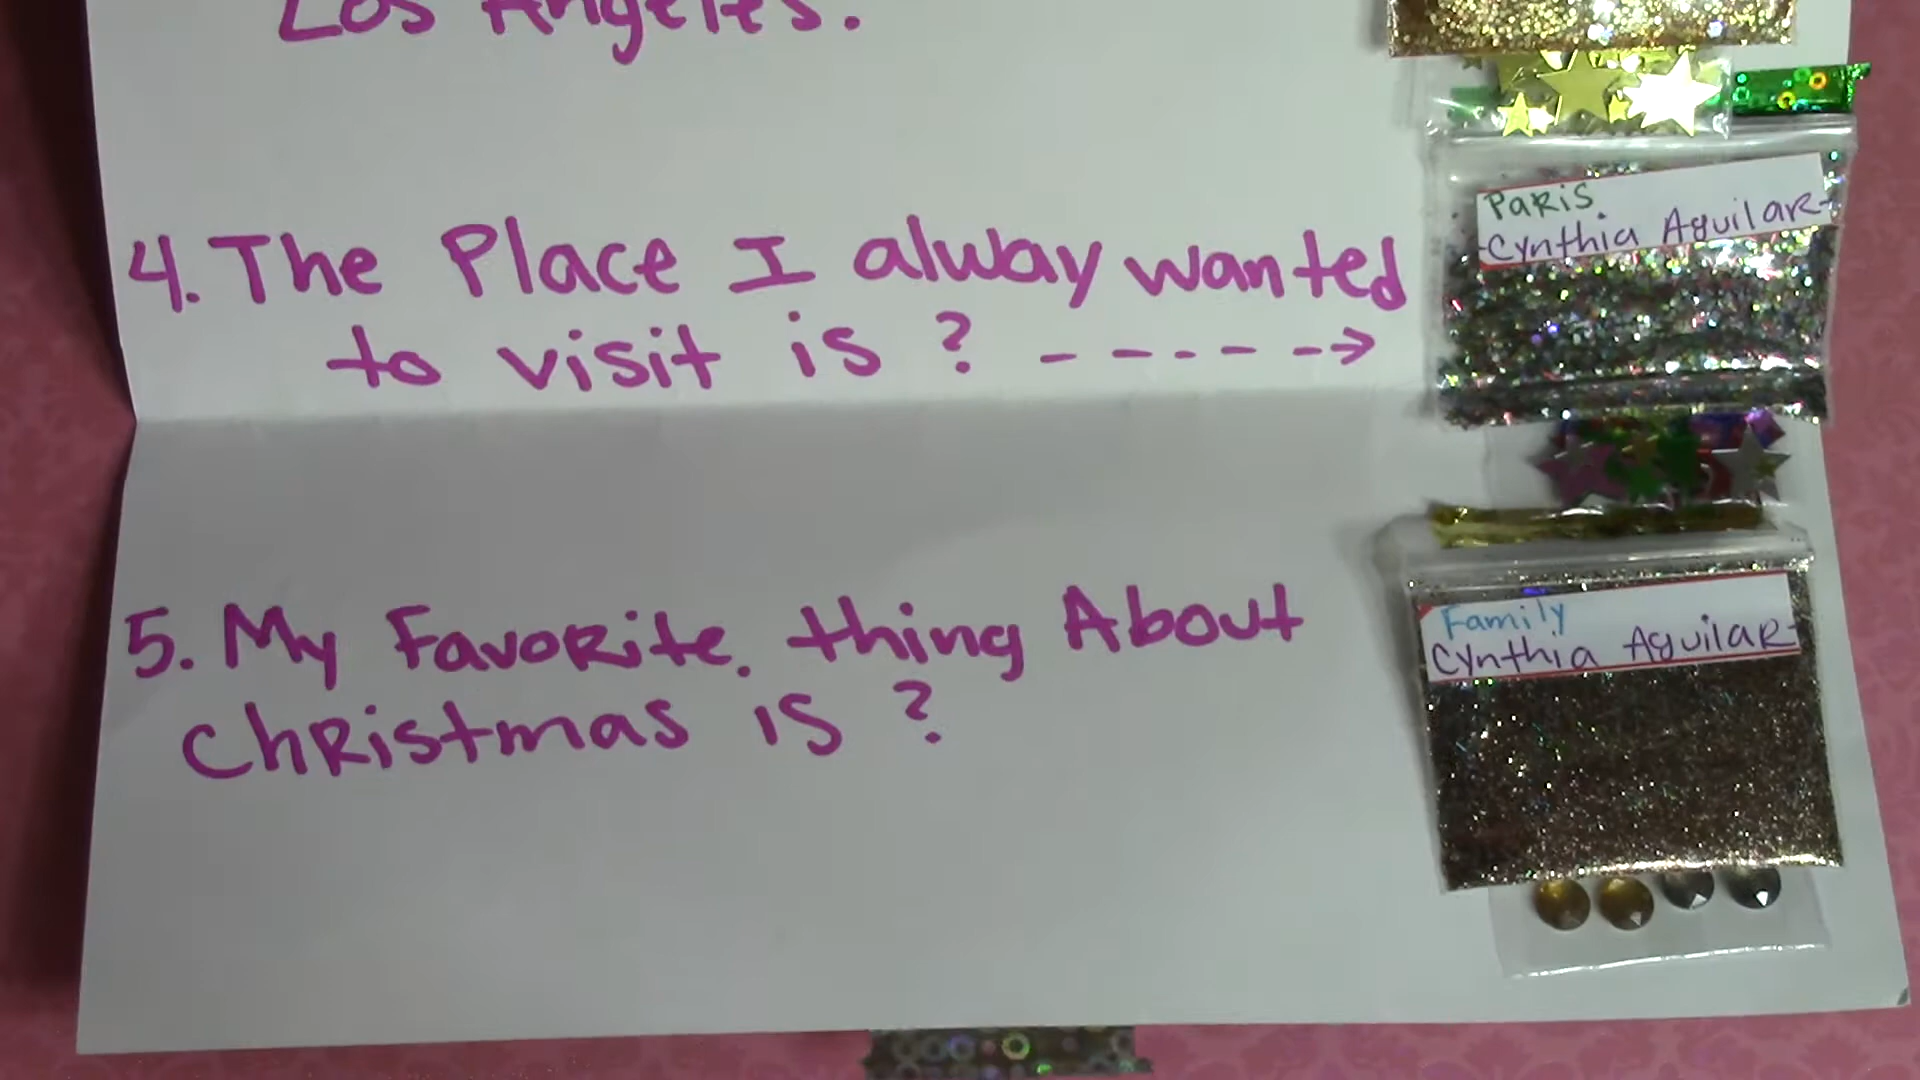 Los Angeles.
Paris
Cynthia Aguilar
4. The Place I alway wanted
to visit is ? - - - - - →
Family
Cynthia Aguilar
5. My Favorite. thing About
Christmas is ?